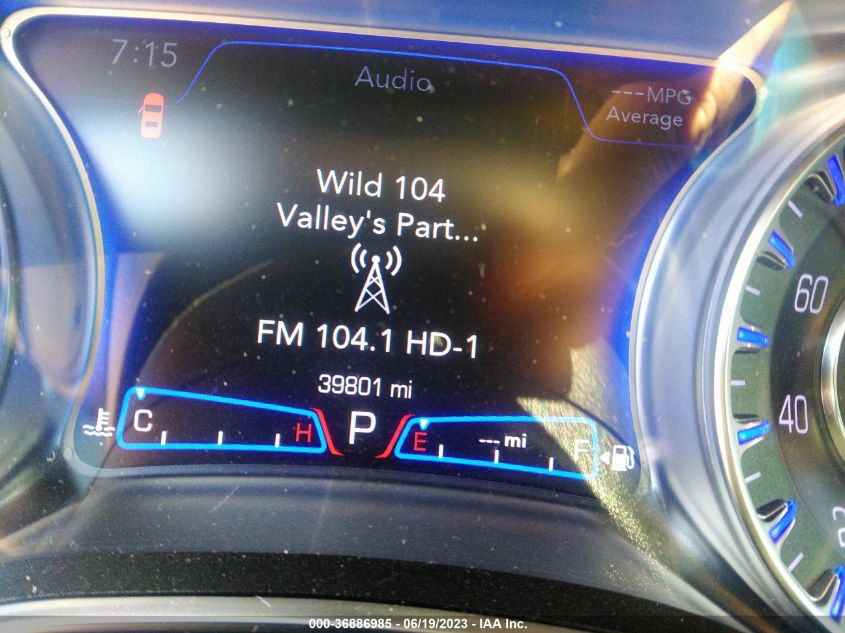 7:15
Audio
---MPG
Average
Wild 104
Valley's Part...
FM 104.1 HD-1
39801 mi
C
H
P
E
--- mi
F
60
40
2
000-36886985 - 06/19/2023 - IAA Inc.